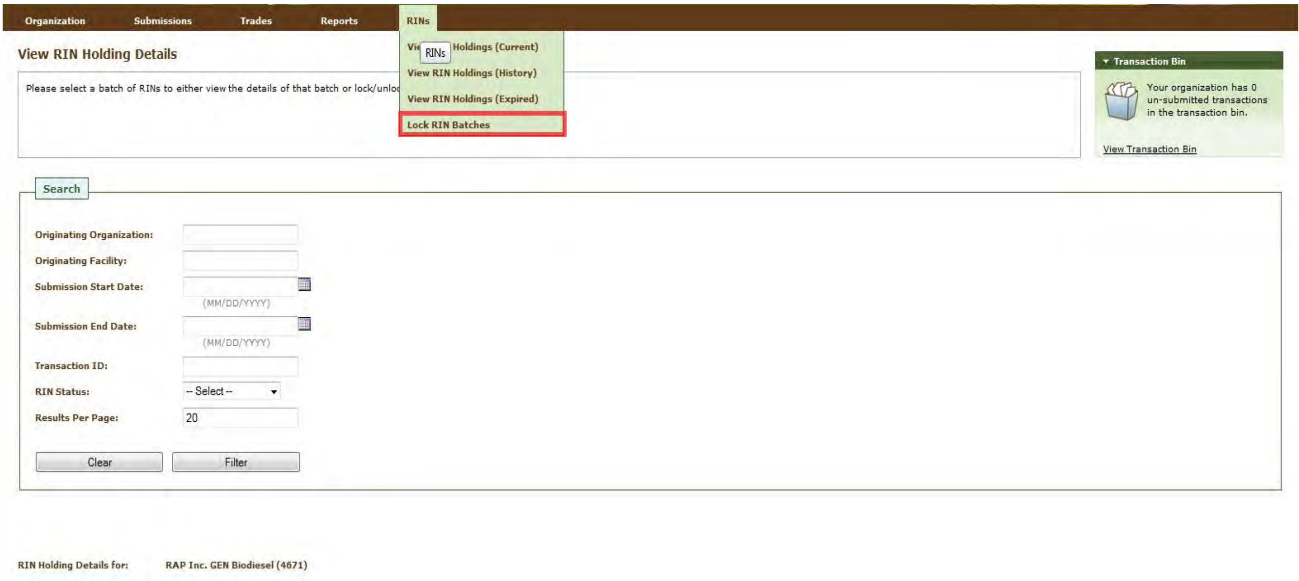 Organization Submissions Trades Reports RINs
View RIN Holding Details
Holdings (Current)
RINs
View RIN Holdings (History)
View RIN Holdings (Expired)
Lock RIN Batches
Please select a batch of RINs to either view the details of that batch or
Transaction Bin
Your organization has 0
un-submitted transactions
in the transaction bin.
View Transaction Bin
Search
Originating Organization:
Originating Facility:
Submission Start Date:
(MM/DD/YYYY)
Submission End Date:
(MM/DD/YYYY)
Transaction ID:
RIN Status: -- Select --
Results Per Page: 20
Clear Filter
RIN Holding Details for: RAP Inc. GEN Biodiesel (4671)